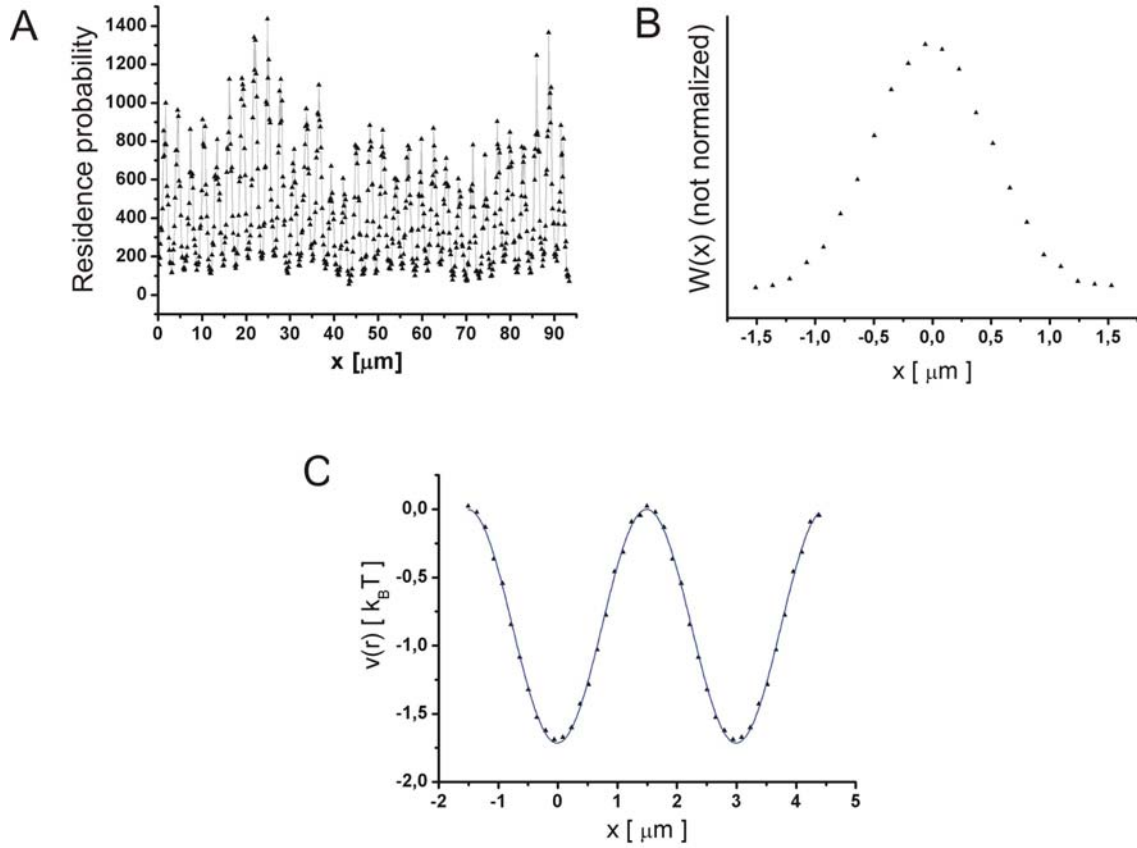 A
Residence probability
1400
1200
1000
800
600
400
200
0
0 10 20 30 40 50 60 70 80 90
x [μm]
B
W(x) (not normalized)
-1,5 -1,0 -0,5 0,0 0,5 1,0 1,5
x [ μm ]
C
v(r) [ k_BT ]
0,0
-0,5
-1,0
-1,5
-2,0
-2 -1 0 1 2 3 4 5
x [ μm ]